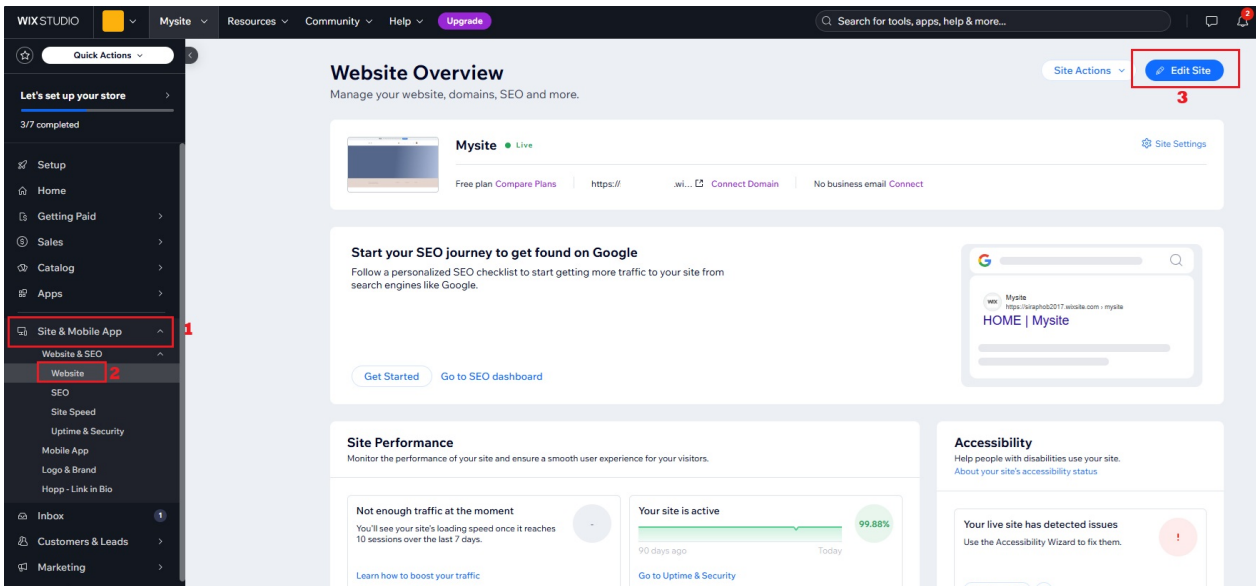 WIX STUDIO
Mysite
Resources
Community
Help
Upgrade
Search for tools, apps, help & more...
2
Quick Actions
Let's set up your store
3/7 completed
Setup
Home
Getting Paid
Sales
Catalog
Apps
Site & Mobile App
1
Website & SEO
Website
2
SEO
Site Speed
Uptime & Security
Mobile App
Logo & Brand
Hopp - Link in Bio
Inbox
1
Customers & Leads
Marketing
Website Overview
Manage your website, domains, SEO and more.
Site Actions
Edit Site
3
Mysite
Live
Site Settings
Free plan Compare Plans
https://
.wi...
Connect Domain
No business email Connect
Start your SEO journey to get found on Google
Follow a personalized SEO checklist to start getting more traffic to your site from
search engines like Google.
Get Started
Go to SEO dashboard
G
WIX
Mysite
https://siraphob2017.wixsite.com › mysite
HOME | Mysite
Site Performance
Monitor the performance of your site and ensure a smooth user experience for your visitors.
Not enough traffic at the moment
You'll see your site's loading speed once it reaches
10 sessions over the last 7 days.
-
Learn how to boost your traffic
Your site is active
99.88%
90 days ago
Today
Go to Uptime & Security
Accessibility
Help people with disabilities use your site.
About your site's accessibility status
Your live site has detected issues
Use the Accessibility Wizard to fix them.
!